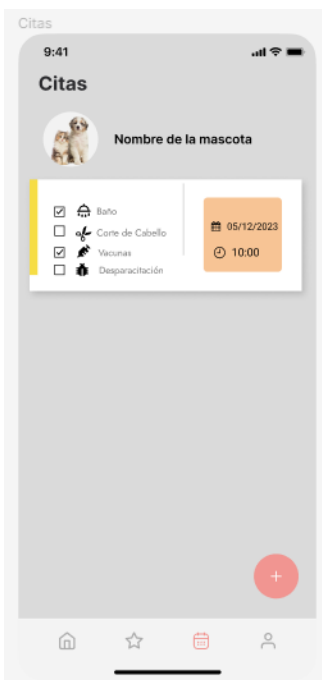 Citas
9:41
Citas
Nombre de la mascota
Baño
Corte de Cabello
Vacunas
Desparacitación
05/12/2023
10:00
+